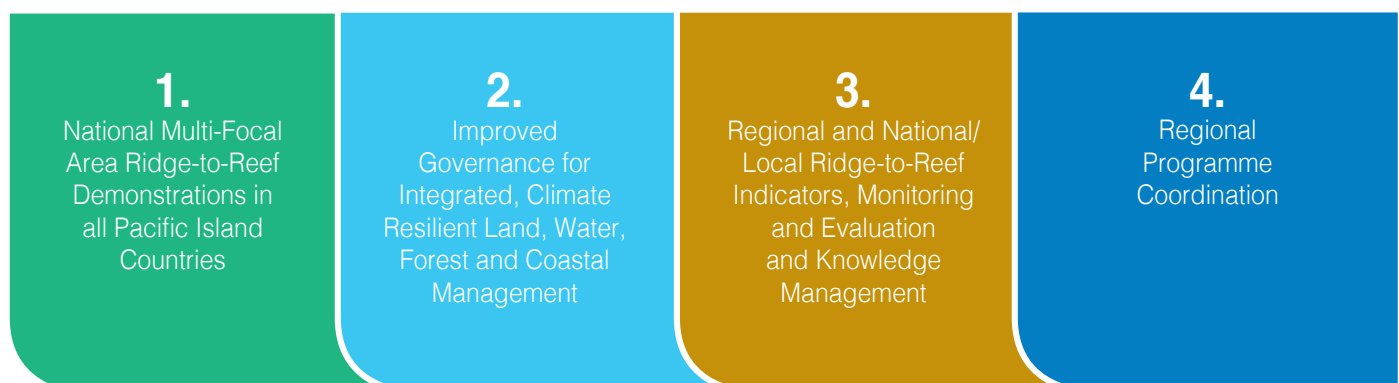 1.
National Multi-Focal
Area Ridge-to-Reef
Demonstrations in
all Pacific Island
Countries
2.
Improved
Governance for
Integrated, Climate
Resilient Land, Water,
Forest and Coastal
Management
3.
Regional and National/
Local Ridge-to-Reef
Indicators, Monitoring
and Evaluation
and Knowledge
Management
4.
Regional
Programme
Coordination